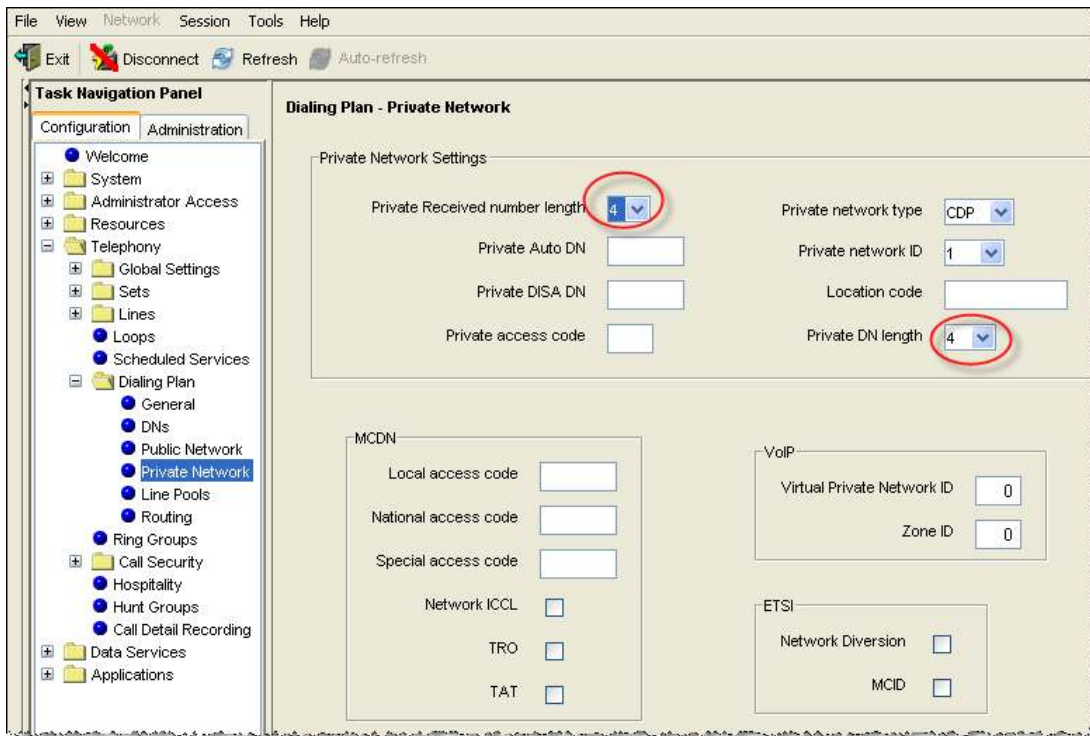 File View Network Session Tools Help
Exit Disconnect Refresh Auto-refresh
Task Navigation Panel
Configuration Administration
Welcome
System
Administrator Access
Resources
Telephony
Global Settings
Sets
Lines
Loops
Scheduled Services
Dialing Plan
General
DNs
Public Network
Private Network
Line Pools
Routing
Ring Groups
Call Security
Hospitality
Hunt Groups
Call Detail Recording
Data Services
Applications
Dialing Plan - Private Network
Private Network Settings
Private Received number length 4
Private Auto DN
Private DISA DN
Private access code
Private network type CDP
Private network ID 1
Location code
Private DN length 4
MCDN
Local access code
National access code
Special access code
Network ICCL
TRO
TAT
VoIP
Virtual Private Network ID 0
Zone ID 0
ETSI
Network Diversion
MCID